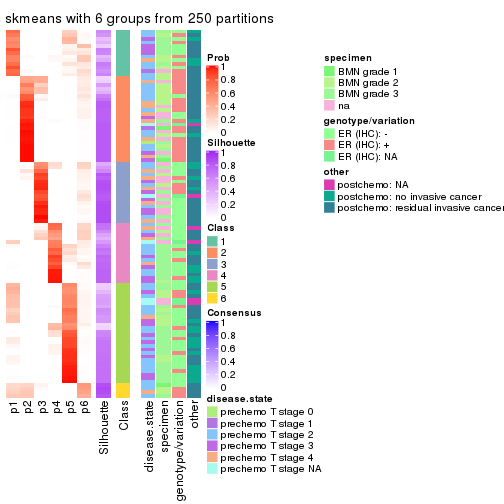 skmeans with 6 groups from 250 partitions
Prob
1
0.8
0.6
0.4
0.2
0
Silhouette
1
0.8
0.6
0.4
0.2
0
Class
1
2
3
4
5
6
Consensus
1
0.8
0.6
0.4
0.2
0
disease.state
prechemo T stage 0
prechemo T stage 1
prechemo T stage 2
prechemo T stage 3
prechemo T stage 4
prechemo T stage NA
specimen
BMN grade 1
BMN grade 2
BMN grade 3
na
genotype/variation
ER (IHC): -
ER (IHC): +
ER (IHC): NA
other
postchemo: NA
postchemo: no invasive cancer
postchemo: residual invasive cancer
p1
p2
p3
p4
p5
p6
Silhouette
Class
disease.state
specimen
genotype/variation
other